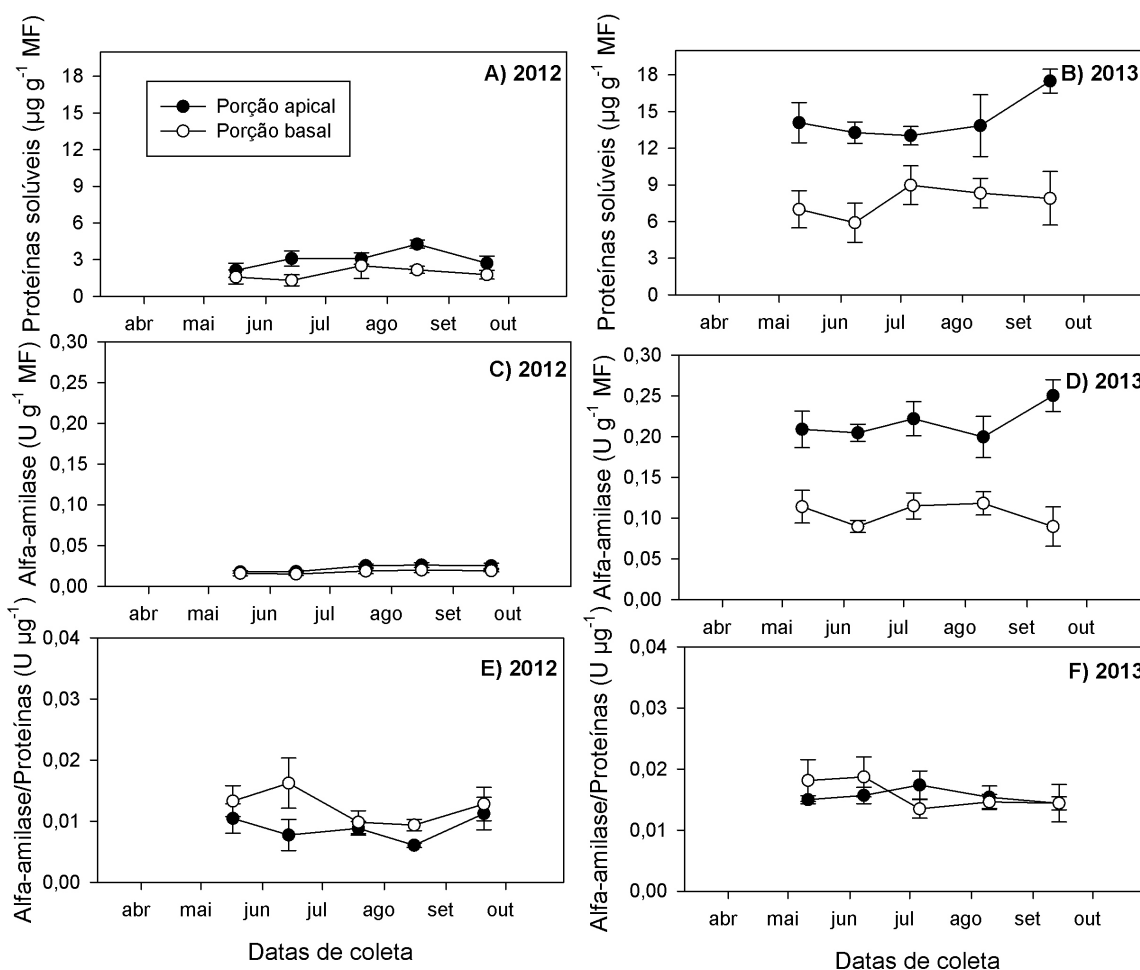 A) 2012
Porção apical
Porção basal
Proteínas solúveis (µg g⁻¹ MF)
18
15
12
9
6
3
0
abr mai jun jul ago set out
B) 2013
Proteínas solúveis (µg g⁻¹ MF)
18
15
12
9
6
3
0
abr mai jun jul ago set out
C) 2012
Alfa-amilase (U g⁻¹ MF)
0,30
0,25
0,20
0,15
0,10
0,05
0,00
abr mai jun jul ago set out
D) 2013
Alfa-amilase (U g⁻¹ MF)
0,30
0,25
0,20
0,15
0,10
0,05
0,00
abr mai jun jul ago set out
E) 2012
Alfa-amilase/Proteínas (U µg⁻¹)
0,04
0,03
0,02
0,01
0,00
abr mai jun jul ago set out
Datas de coleta
F) 2013
Alfa-amilase/Proteínas (U µg⁻¹)
0,04
0,03
0,02
0,01
0,00
abr mai jun jul ago set out
Datas de coleta